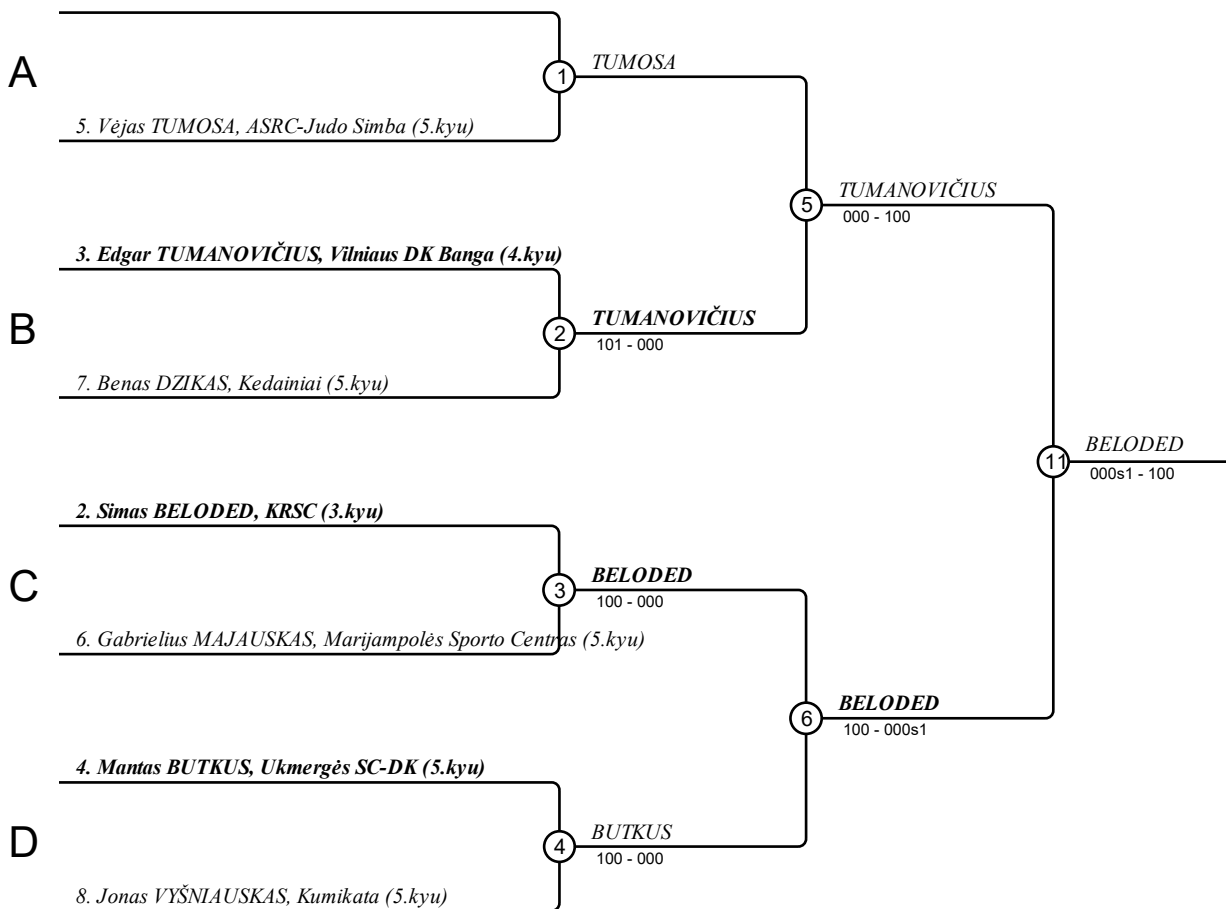 A
1
TUMOSA
5. Vėjas TUMOSA, ASRC-Judo Simba (5.kyu)
5
TUMANOVIČIUS
000 - 100
3. Edgar TUMANOVIČIUS, Vilniaus DK Banga (4.kyu)
B
2
TUMANOVIČIUS
101 - 000
7. Benas DZIKAS, Kedainiai (5.kyu)
11
BELODED
000s1 - 100
2. Simas BELODED, KRSC (3.kyu)
C
3
BELODED
100 - 000
6. Gabrielius MAJAUSKAS, Marijampolės Sporto Centras (5.kyu)
6
BELODED
100 - 000s1
4. Mantas BUTKUS, Ukmergės SC-DK (5.kyu)
D
4
BUTKUS
100 - 000
8. Jonas VYŠNIAUSKAS, Kumikata (5.kyu)